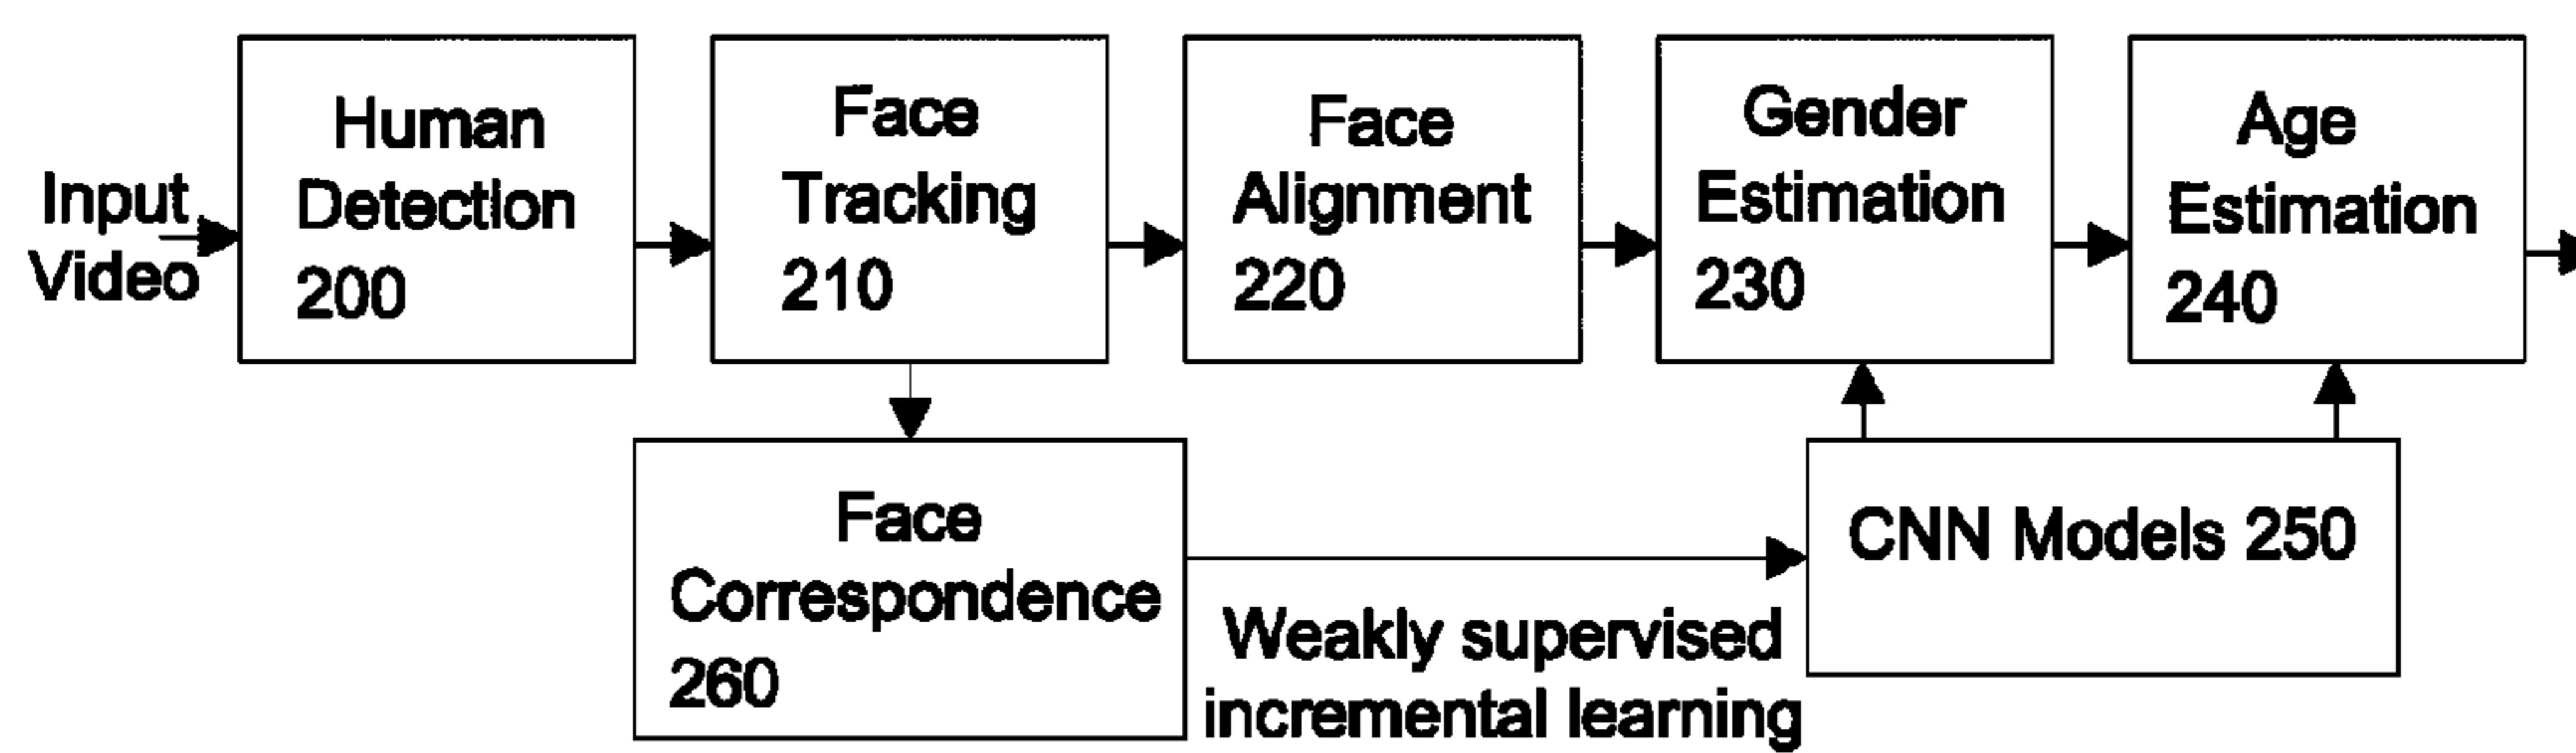 Input
Video
Human
Detection
200
Face
Tracking
210
Face
Alignment
220
Gender
Estimation
230
Age
Estimation
240
Face
Correspondence
260
Weakly supervised
incremental learning
CNN Models 250